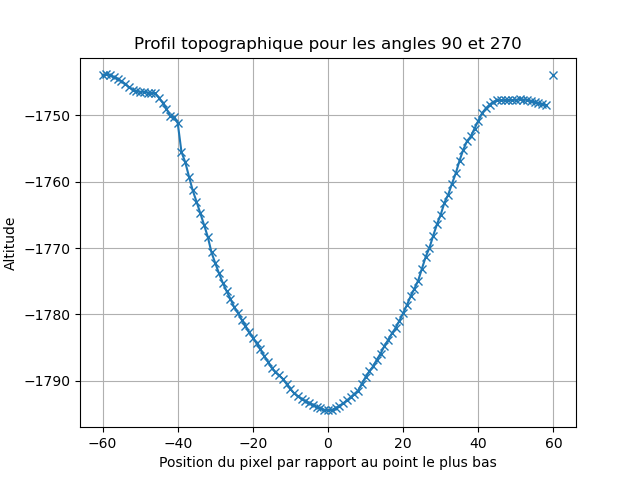 Profil topographique pour les angles 90 et 270
−1750
−1760
−1770
−1780
−1790
Altitude
−60 −40 −20 0 20 40 60
Position du pixel par rapport au point le plus bas